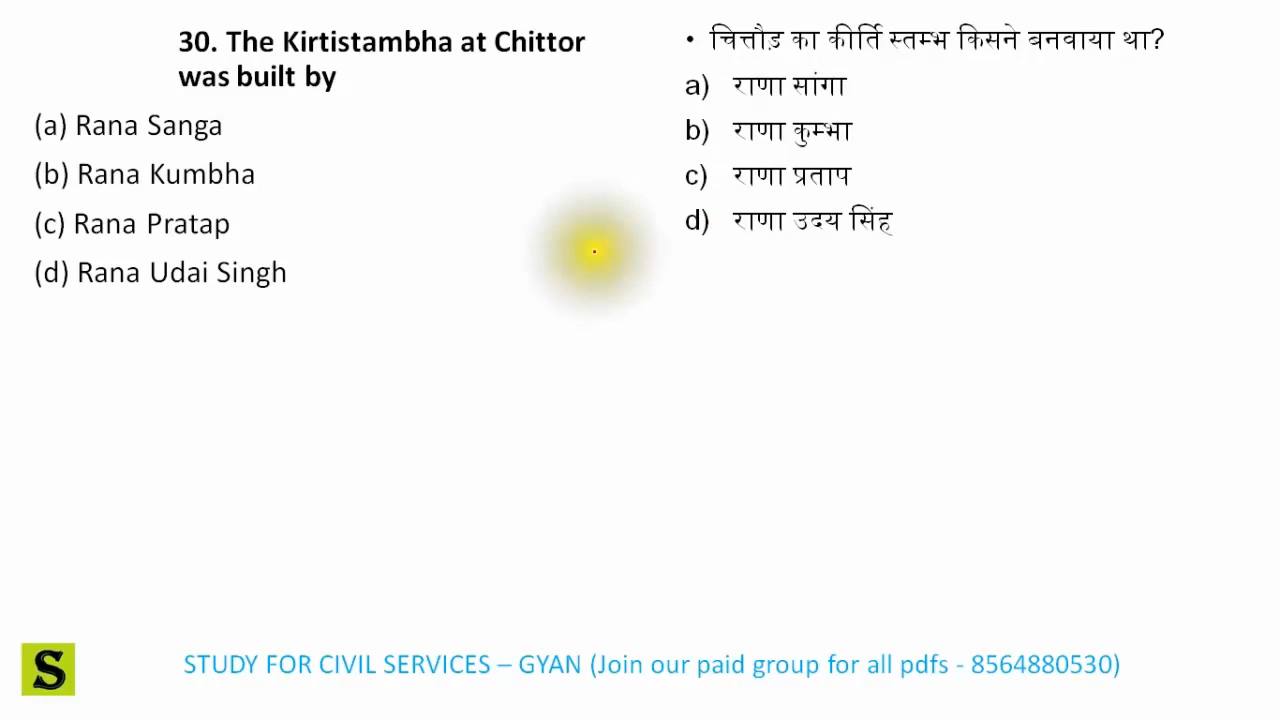 30. The Kirtistambha at Chittor
was built by
(a) Rana Sanga
(b) Rana Kumbha
(c) Rana Pratap
(d) Rana Udai Singh
• चित्तौड़ का कीर्ति स्तम्भ किसने बनवाया था?
a) राणा सांगा
b) राणा कुम्भा
c) राणा प्रताप
d) राणा उदय सिंह
S
STUDY FOR CIVIL SERVICES – GYAN (Join our paid group for all pdfs - 8564880530)